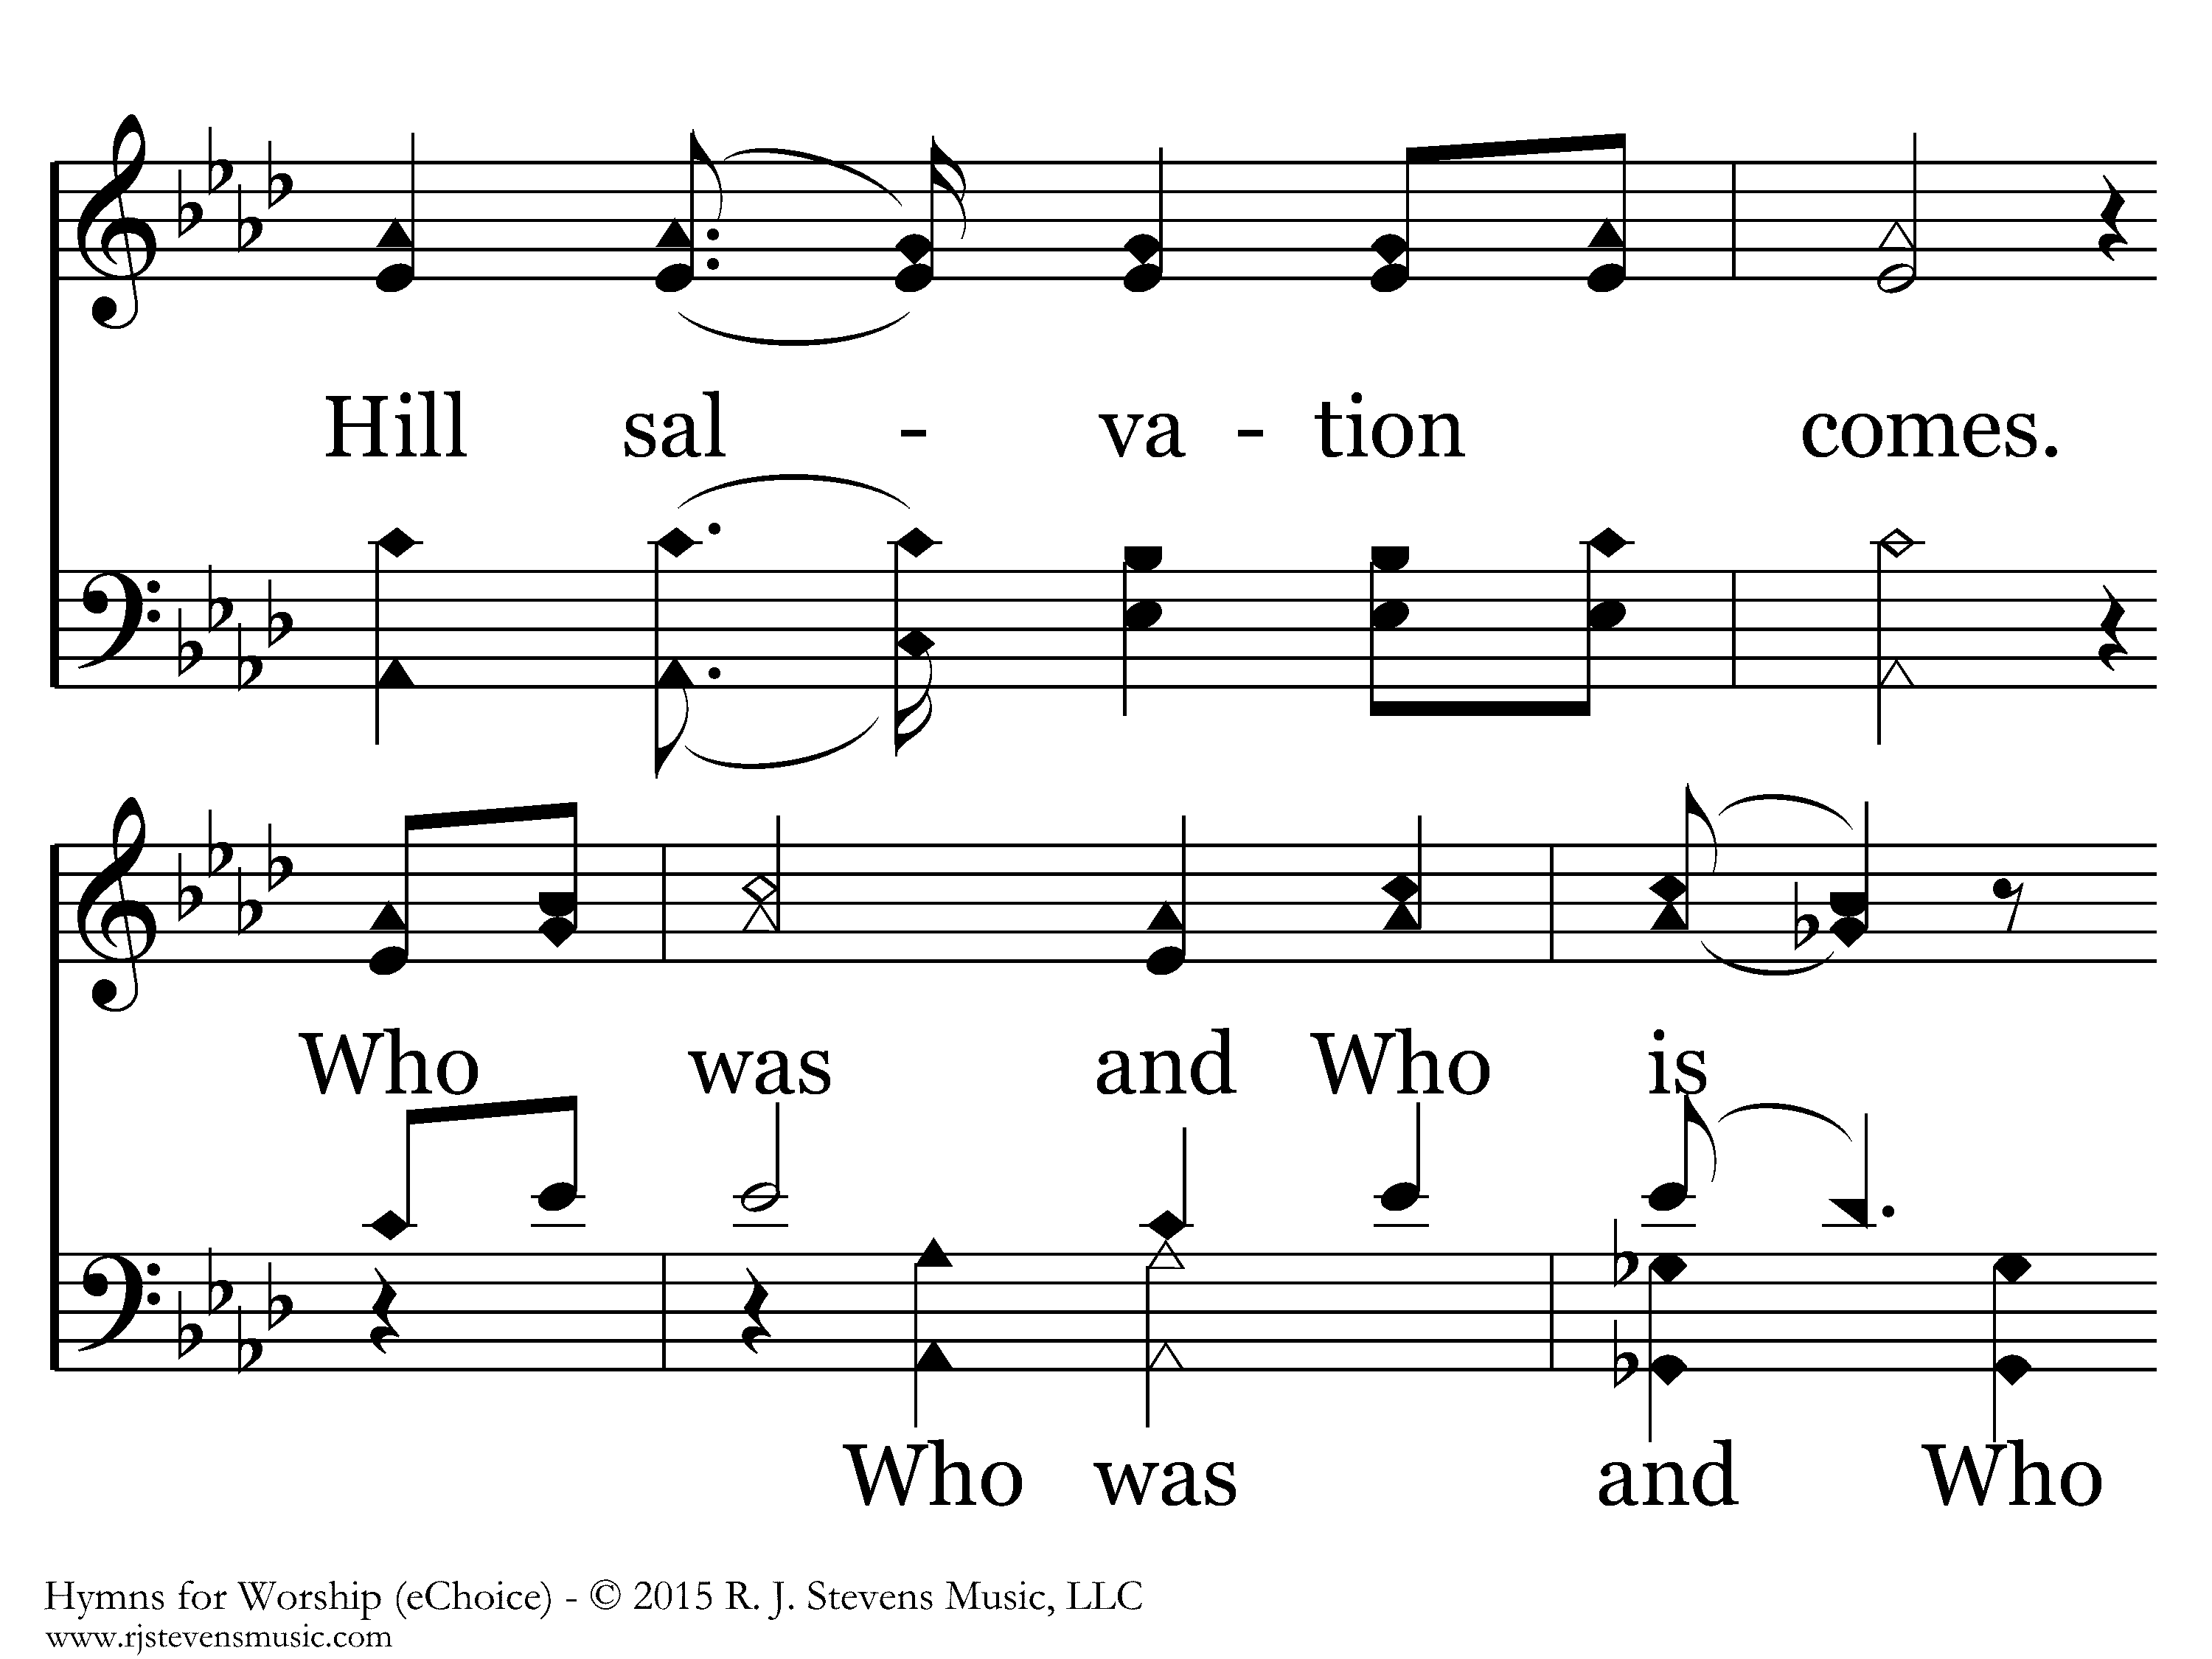 Hill sal - va - tion comes.
Who was and Who is
Who was and Who
Hymns for Worship (eChoice) - © 2015 R. J. Stevens Music, LLC
www.rjstevensmusic.com